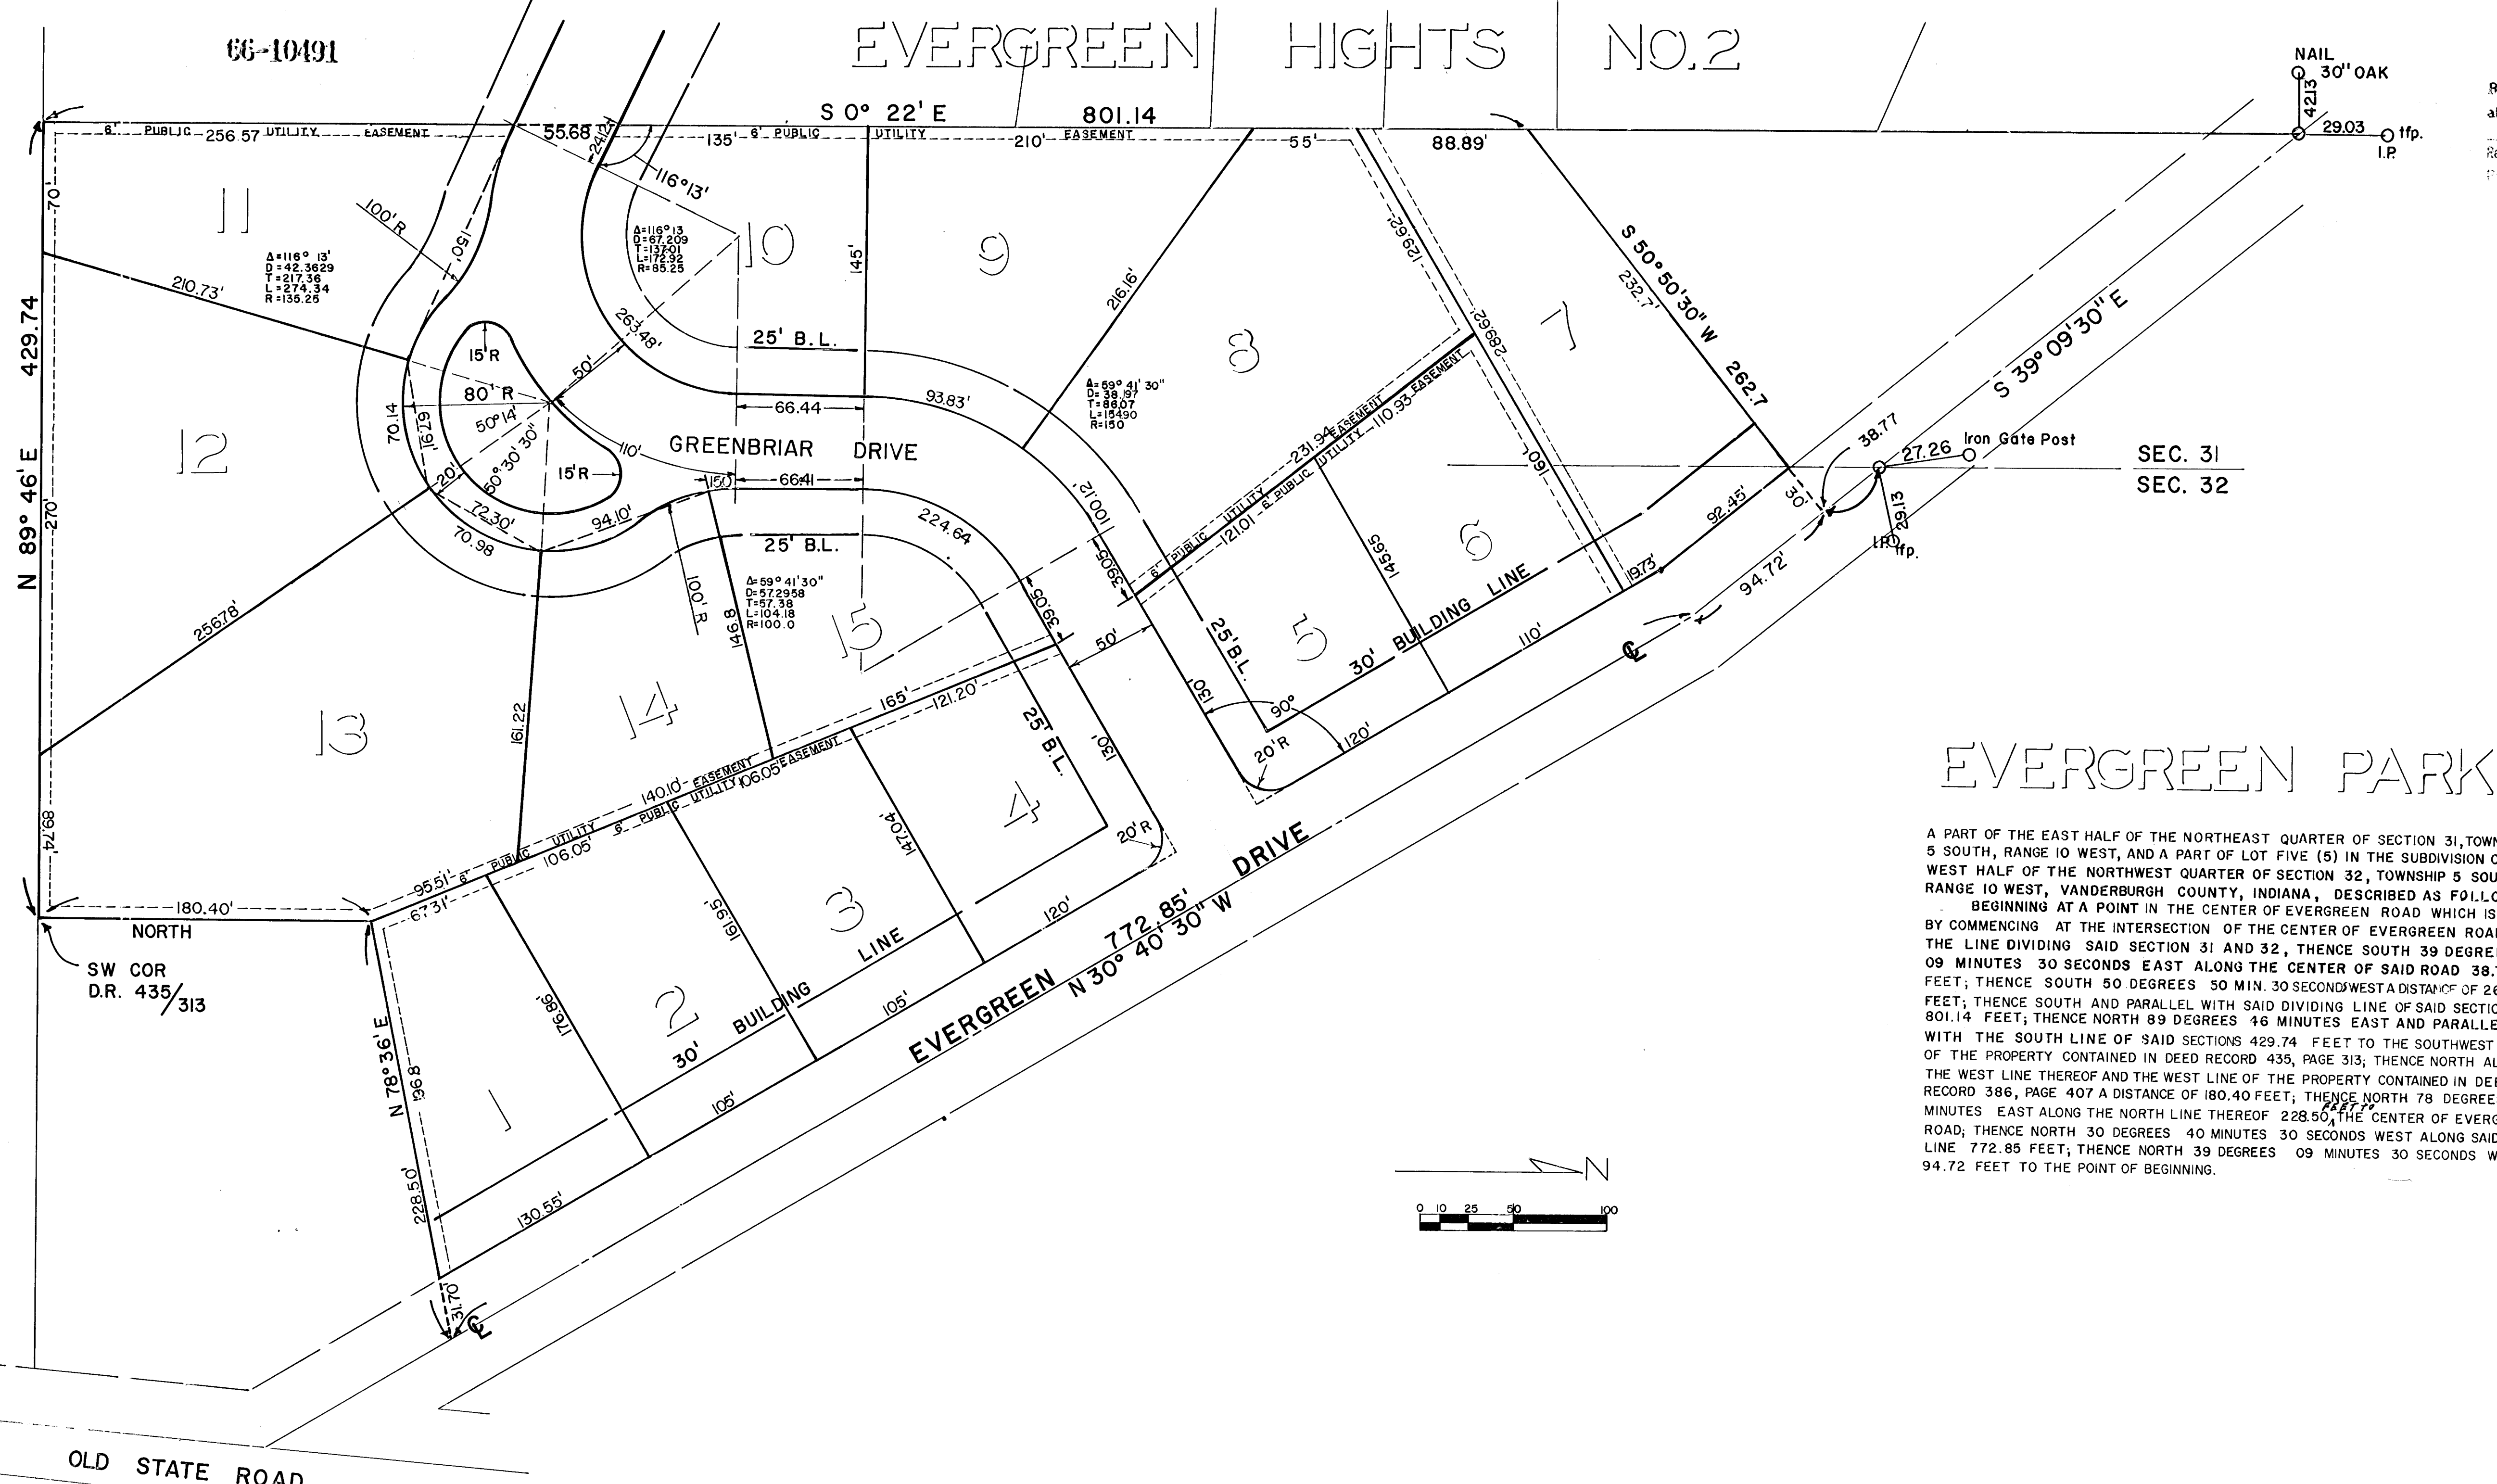 66-10491
EVERGREEN HIGHTS NO.2
NAIL
30" OAK
42.13
29.03
tfp.
I.P.
S 0° 22' E 801.14
6' PUBLIC UTILITY EASEMENT
256.57
55.68
24.12
135'
6' PUBLIC UTILITY EASEMENT
210'
55'
88.89'
116°13'
70'
11
100' R
150'
Δ=116° 13'
D=42.3629
T=217.36
L=274.34
R=135.25
Δ=116°13
D=67.209
T=137.01
L=172.92
R=85.25
10
145'
9
216.16'
129.62'
289.62'
160'
7
S 50° 50' 30" W 262.7
232.7'
S 39° 09' 30" E
210.73'
N 89° 46' E 429.74
270'
12
15'R
80' R
50'
263.48'
25' B.L.
66.44
93.83'
Δ=59° 41' 30"
D=38.197
T=86.07
L=154.90
R=150
8
231.94
6' PUBLIC UTILITY EASEMENT
110.93
121.01
6' PUBLIC UTILITY EASEMENT
38.77
27.26
Iron Gate Post
SEC. 31
SEC. 32
29.13
I.P.
tfp.
30'
92.45'
19.73'
94.72'
70.14
67.91'
50°14'
50° 30' 30"
20'
110'
GREENBRIAR DRIVE
15'R
150'
66.41
72.30'
70.98
94.10'
25' B.L.
224.64
100.12'
39.05
39.05
100' R
146.8
Δ=59° 41'30"
D=57.2958
T=57.38
L=104.18
R=100.0
15
50'
145.65
6
5
25'B.L.
30' BUILDING LINE
110'
130'
90°
20'R
120'
℄
256.78'
13
161.22
14
165'
121.20'
25' B.L.
130'
20'R
4
147.04'
140.10'
6' PUBLIC UTILITY EASEMENT
6' PUBLIC UTILITY EASEMENT
106.05'
106.05'
95.51'
67.31'
89.74'
180.40'
NORTH
SW COR
D.R. 435/313
3
161.95'
120'
2
176.86'
30' BUILDING LINE
105'
105'
EVERGREEN DRIVE
772.85'
N 30° 40' 30" W
N 78° 36' E
196.8
228.50'
1
130.55'
31.70'
℄
OLD STATE ROAD
N
0 10 25 50 100
EVERGREEN PARK
A PART OF THE EAST HALF OF THE NORTHEAST QUARTER OF SECTION 31,
5 SOUTH, RANGE 10 WEST, AND A PART OF LOT FIVE (5) IN THE SUBDIVISION
WEST HALF OF THE NORTHWEST QUARTER OF SECTION 32, TOWNSHIP 5
RANGE 10 WEST, VANDERBURGH COUNTY, INDIANA, DESCRIBED AS
BEGINNING AT A POINT IN THE CENTER OF EVERGREEN ROAD WHICH IS
BY COMMENCING AT THE INTERSECTION OF THE CENTER OF EVERGREEN
THE LINE DIVIDING SAID SECTION 31 AND 32, THENCE SOUTH 39
09 MINUTES 30 SECONDS EAST ALONG THE CENTER OF SAID ROAD
FEET; THENCE SOUTH 50 DEGREES 50 MIN. 30 SECONDS WEST A DISTANCE OF
FEET; THENCE SOUTH AND PARALLEL WITH SAID DIVIDING LINE OF SAID
801.14 FEET; THENCE NORTH 89 DEGREES 46 MINUTES EAST AND
WITH THE SOUTH LINE OF SAID SECTIONS 429.74 FEET TO THE SOUTHWEST
OF THE PROPERTY CONTAINED IN DEED RECORD 435, PAGE 313; THENCE NORTH
THE WEST LINE THEREOF AND THE WEST LINE OF THE PROPERTY CONTAINED IN
RECORD 386, PAGE 407 A DISTANCE OF 180.40 FEET; THENCE NORTH 78
MINUTES EAST ALONG THE NORTH LINE THEREOF 228.50 FEET TO THE CENTER OF
ROAD; THENCE NORTH 30 DEGREES 40 MINUTES 30 SECONDS WEST ALONG SAID
LINE 772.85 FEET; THENCE NORTH 39 DEGREES 09 MINUTES 30 SECONDS
94.72 FEET TO THE POINT OF BEGINNING.